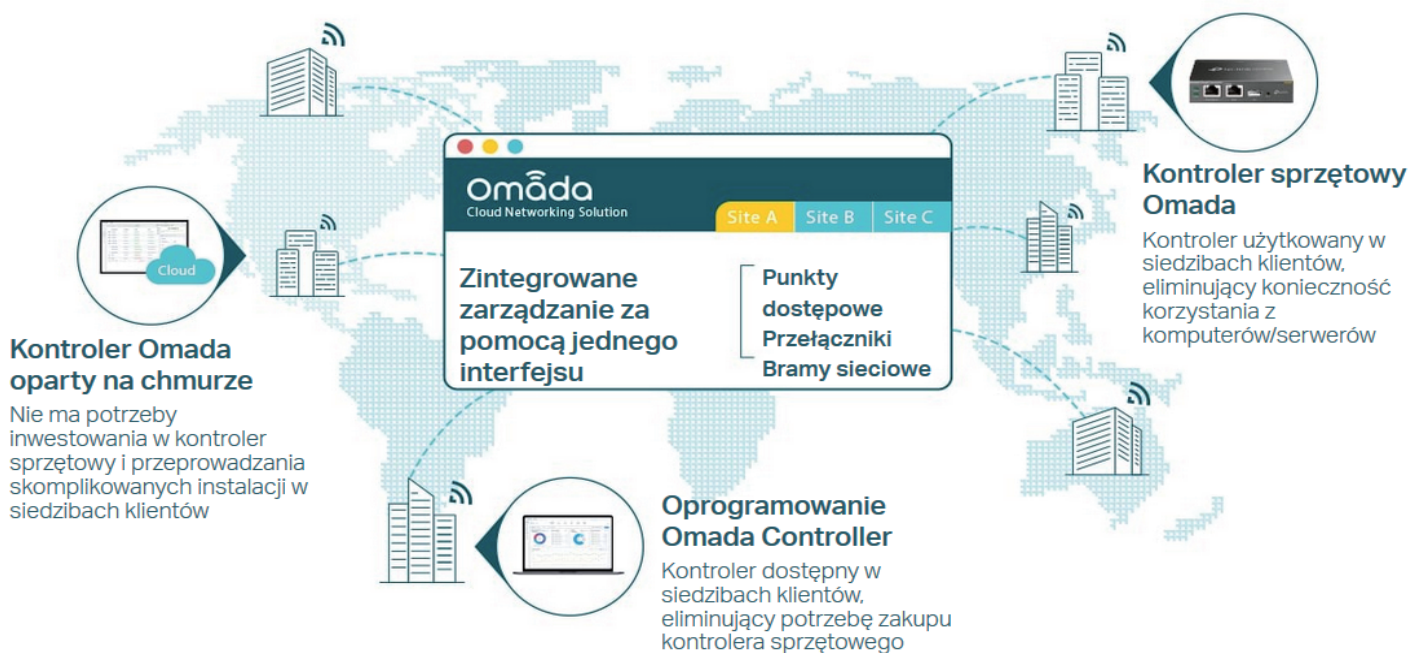 Omada
Cloud Networking Solution
Site A
Site B
Site C
Zintegrowane
zarządzanie za
pomocą jednego
interfejsu
Punkty
dostępowe
Przełączniki
Bramy sieciowe
Kontroler sprzętowy
Omada
Kontroler użytkowany w
siedzibach klientów,
eliminujący konieczność
korzystania z
komputerów/serwerów
Cloud
Kontroler Omada
oparty na chmurze
Nie ma potrzeby
inwestowania w kontroler
sprzętowy i przeprowadzania
skomplikowanych instalacji w
siedzibach klientów
Oprogramowanie
Omada Controller
Kontroler dostępny w
siedzibach klientów,
eliminujący potrzebę zakupu
kontrolera sprzętowego